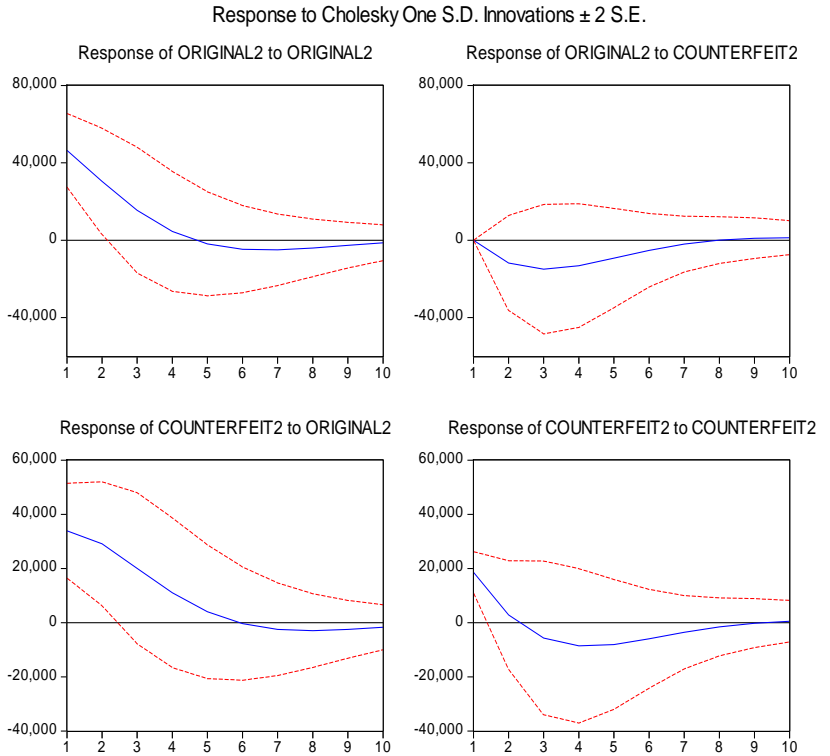 Response to Cholesky One S.D. Innovations ± 2 S.E.
Response of ORIGINAL2 to ORIGINAL2
80,000
40,000
0
-40,000
1 2 3 4 5 6 7 8 9 10
Response of ORIGINAL2 to COUNTERFEIT2
80,000
40,000
0
-40,000
1 2 3 4 5 6 7 8 9 10
Response of COUNTERFEIT2 to ORIGINAL2
60,000
40,000
20,000
0
-20,000
-40,000
1 2 3 4 5 6 7 8 9 10
Response of COUNTERFEIT2 to COUNTERFEIT2
60,000
40,000
20,000
0
-20,000
-40,000
1 2 3 4 5 6 7 8 9 10